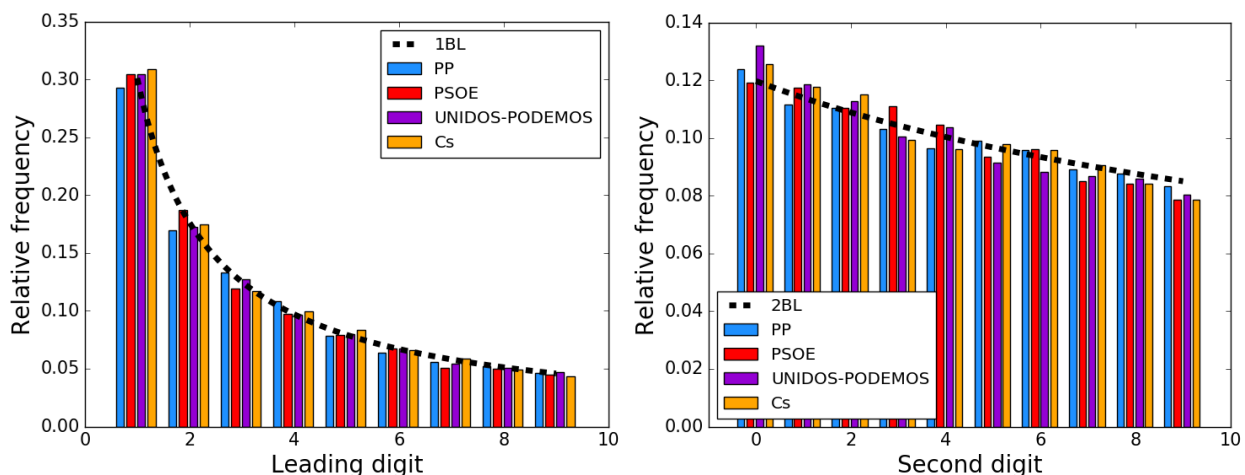 0.35
0.30
0.25
0.20
0.15
0.10
0.05
0.00
Relative frequency
0 2 4 6 8 10
Leading digit
1BL
PP
PSOE
UNIDOS-PODEMOS
Cs
0.14
0.12
0.10
0.08
0.06
0.04
0.02
0.00
Relative frequency
0 2 4 6 8 10
Second digit
2BL
PP
PSOE
UNIDOS-PODEMOS
Cs